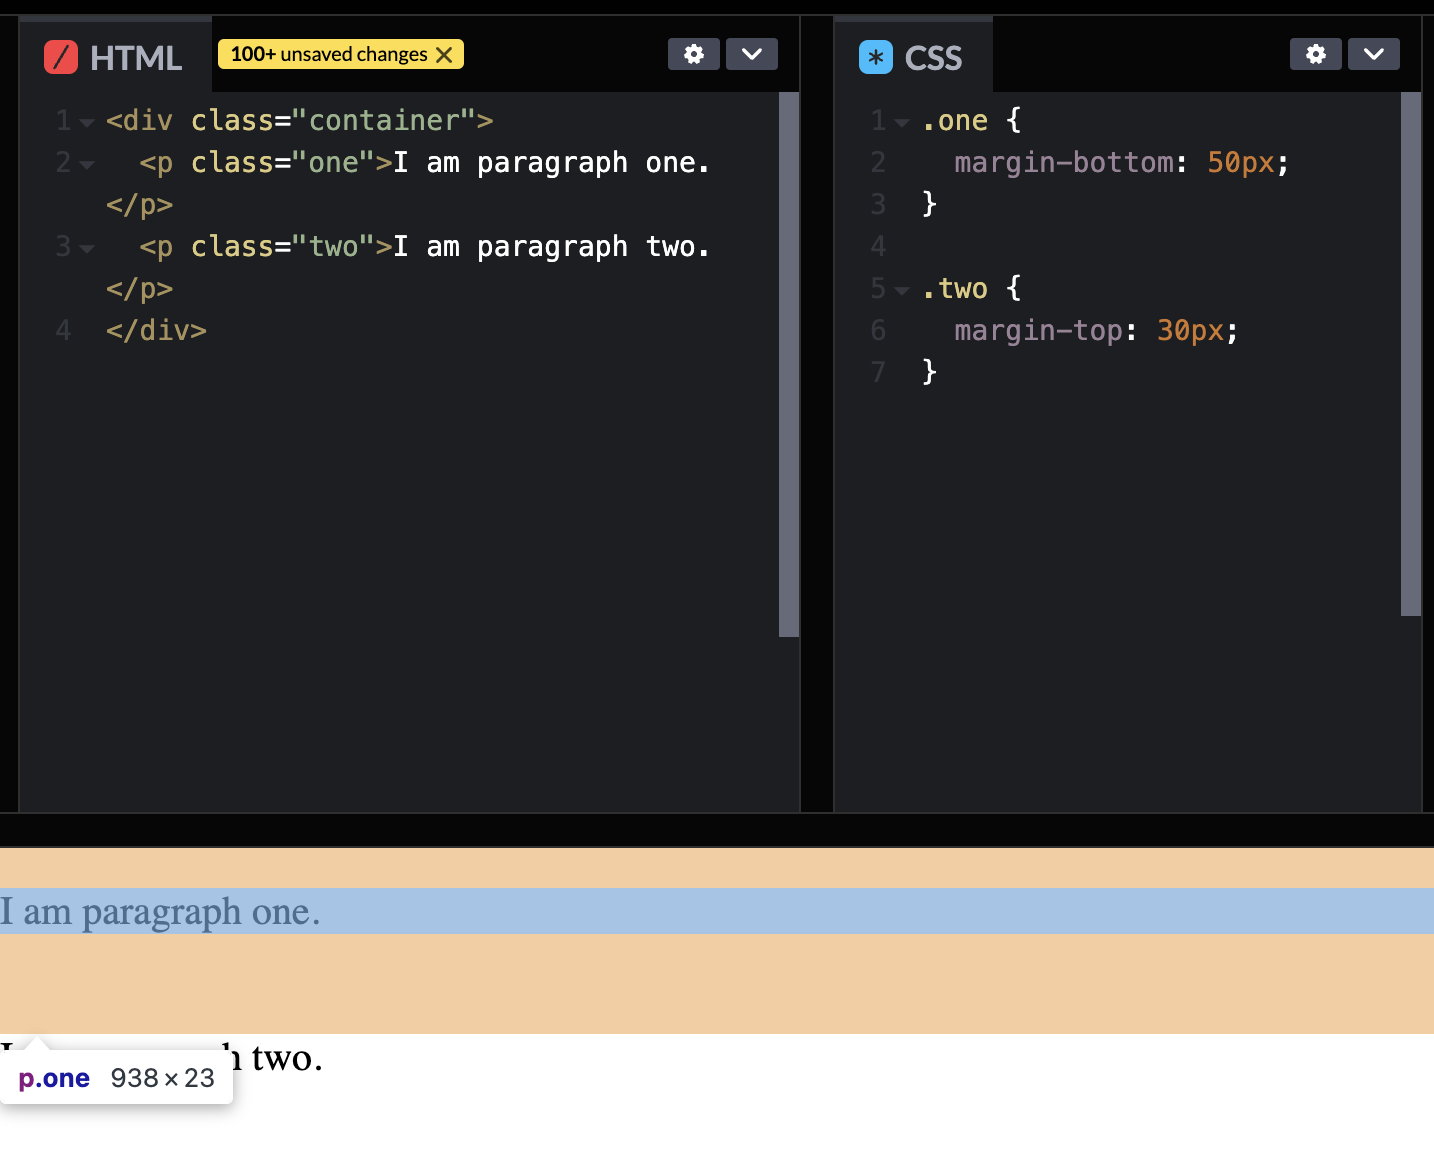 HTML
100+ unsaved changes
1 <div class="container">
2 <p class="one">I am paragraph one.
</p>
3 <p class="two">I am paragraph two.
</p>
4 </div>
CSS
1 .one {
2 margin-bottom: 50px;
3 }
4
5 .two {
6 margin-top: 30px;
7 }
I am paragraph one.
two.
p.one 938 × 23